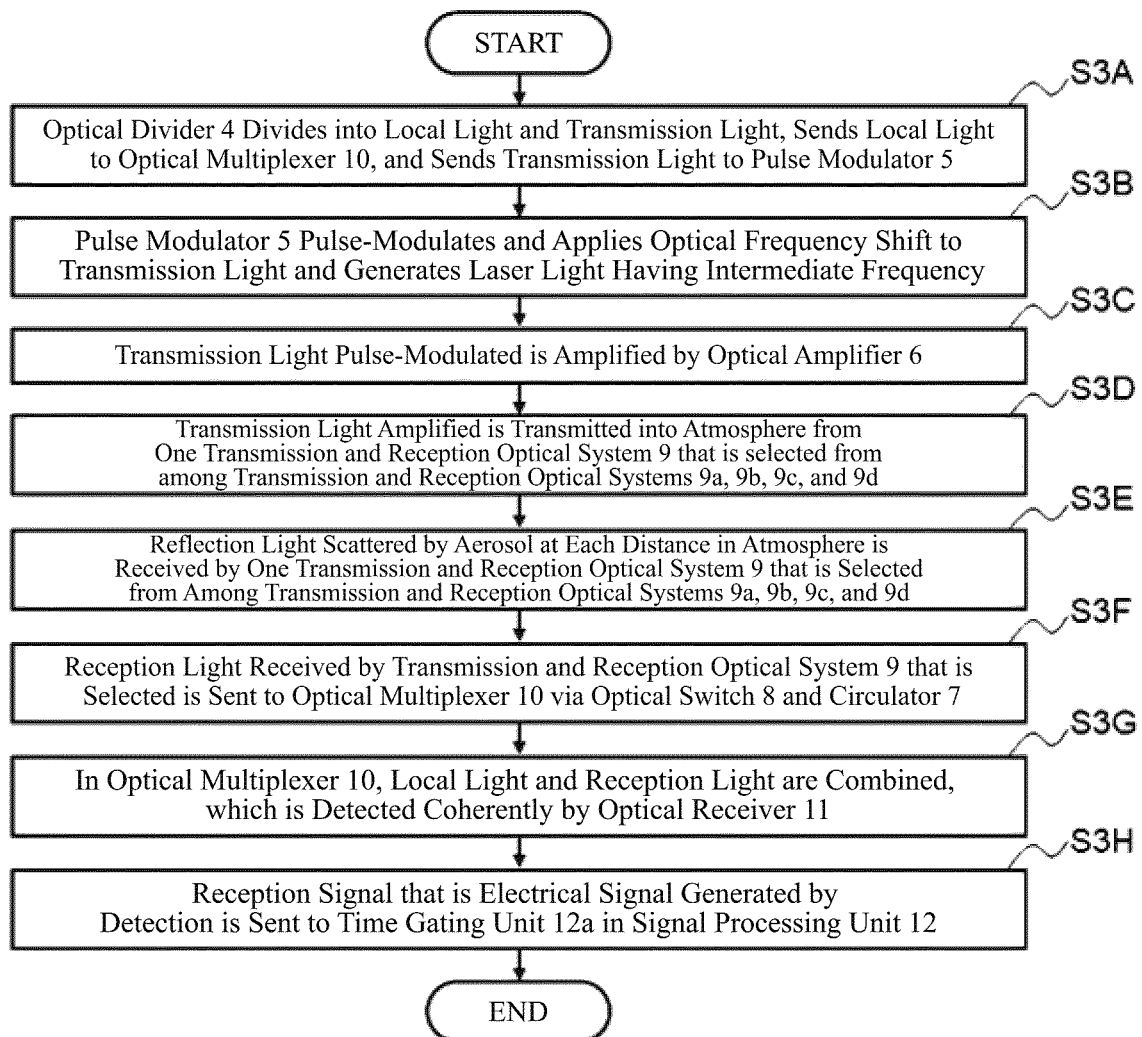 START
S3A
Optical Divider 4 Divides into Local Light and Transmission Light, Sends Local Light
to Optical Multiplexer 10, and Sends Transmission Light to Pulse Modulator 5
S3B
Pulse Modulator 5 Pulse-Modulates and Applies Optical Frequency Shift to
Transmission Light and Generates Laser Light Having Intermediate Frequency
S3C
Transmission Light Pulse-Modulated is Amplified by Optical Amplifier 6
S3D
Transmission Light Amplified is Transmitted into Atmosphere from
One Transmission and Reception Optical System 9 that is selected from
among Transmission and Reception Optical Systems 9a, 9b, 9c, and 9d
S3E
Reflection Light Scattered by Aerosol at Each Distance in Atmosphere is
Received by One Transmission and Reception Optical System 9 that is Selected
from Among Transmission and Reception Optical Systems 9a, 9b, 9c, and 9d
S3F
Reception Light Received by Transmission and Reception Optical System 9 that is
Selected is Sent to Optical Multiplexer 10 via Optical Switch 8 and Circulator 7
S3G
In Optical Multiplexer 10, Local Light and Reception Light are Combined,
which is Detected Coherently by Optical Receiver 11
S3H
Reception Signal that is Electrical Signal Generated by
Detection is Sent to Time Gating Unit 12a in Signal Processing Unit 12
END